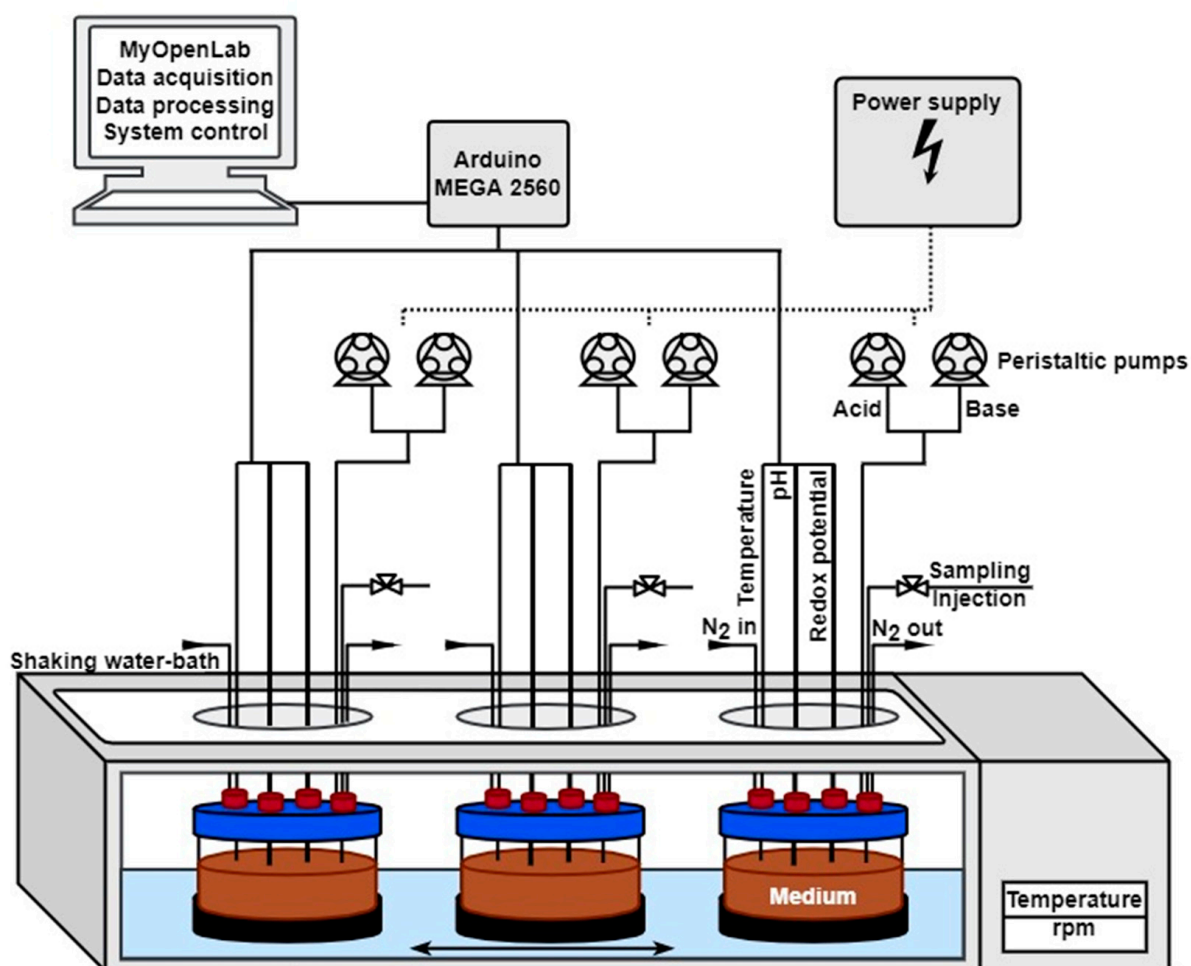 MyOpenLab
Data acquisition
Data processing
System control
Arduino
MEGA 2560
Power supply
Peristaltic pumps
Acid
Base
Temperature
pH
Redox potential
Sampling
Injection
N₂ in
N₂ out
Shaking water-bath
Medium
Temperature
rpm